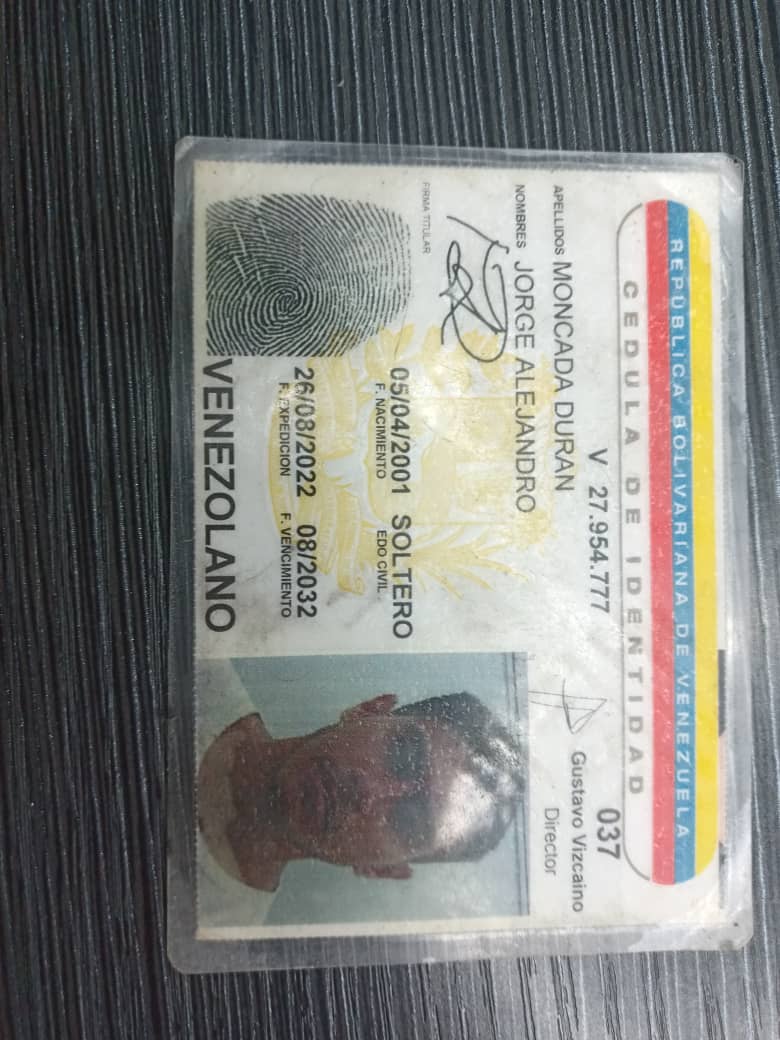 REPÚBLICA BOLIVARIANA DE VENEZUELA
CEDULA DE IDENTIDAD
V 27.954.777
037
APELLIDOS MONCADA DURAN
Gustavo Vizcaino
Director
NOMBRES JORGE ALEJANDRO
FIRMA TITULAR
05/04/2001 SOLTERO
F. NACIMIENTO EDO CIVIL
26/08/2022 08/2032
F. EXPEDICION F. VENCIMIENTO
VENEZOLANO